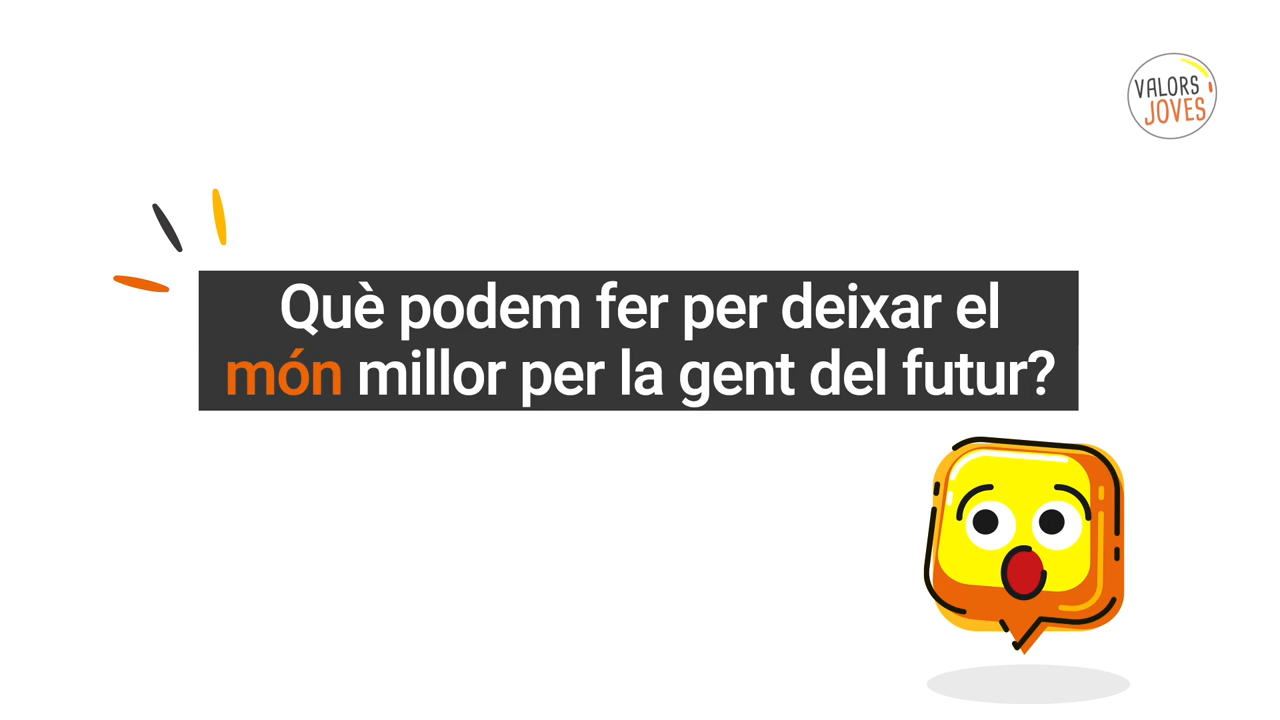 VALORS
JOVES
Què podem fer per deixar el
món millor per la gent del futur?